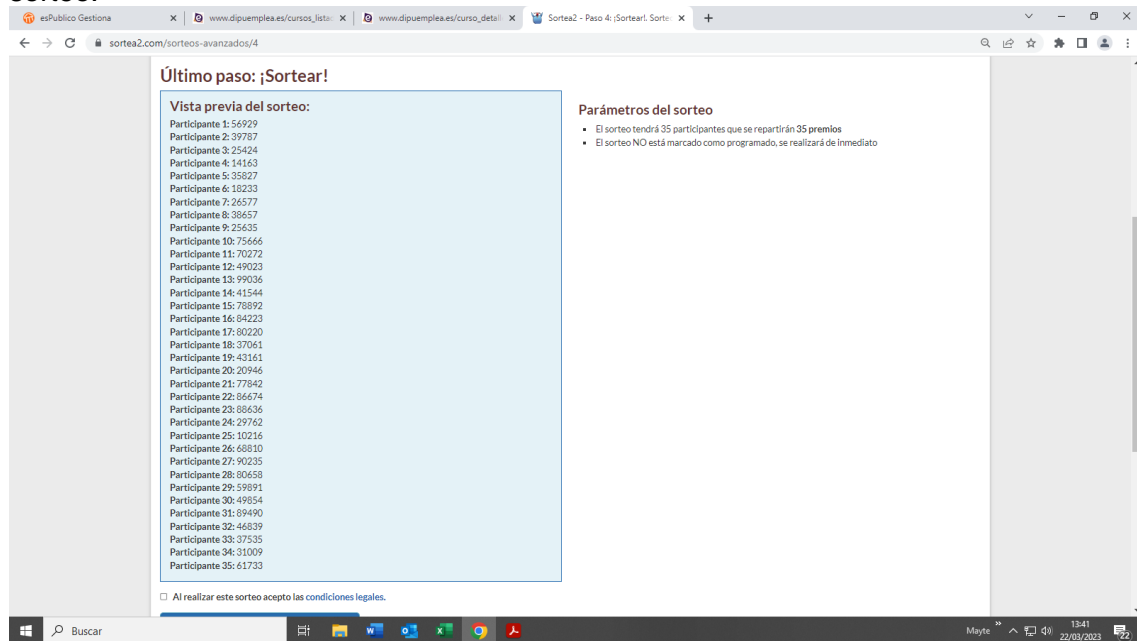 esPublico Gestiona
www.dipuemplea.es/cursos_lista
www.dipuemplea.es/curso_detall
Sortea2 - Paso 4: ¡Sortear!. Sorte
sortea2.com/sorteos-avanzados/4
Último paso: ¡Sortear!
Vista previa del sorteo:
Participante 1: 56929
Participante 2: 39787
Participante 3: 25424
Participante 4: 14163
Participante 5: 35827
Participante 6: 18233
Participante 7: 26577
Participante 8: 38657
Participante 9: 25635
Participante 10: 75666
Participante 11: 70272
Participante 12: 49023
Participante 13: 99036
Participante 14: 41544
Participante 15: 78892
Participante 16: 84223
Participante 17: 80220
Participante 18: 37061
Participante 19: 43161
Participante 20: 20946
Participante 21: 77842
Participante 22: 86674
Participante 23: 88636
Participante 24: 29762
Participante 25: 10216
Participante 26: 68810
Participante 27: 90235
Participante 28: 80658
Participante 29: 59891
Participante 30: 49854
Participante 31: 89490
Participante 32: 46839
Participante 33: 37535
Participante 34: 31009
Participante 35: 61733
Parámetros del sorteo
El sorteo tendrá 35 participantes que se repartirán 35 premios
El sorteo NO está marcado como programado, se realizará de inmediato
Al realizar este sorteo acepto las condiciones legales.
Buscar
Mayte
13:41
22/03/2023
22